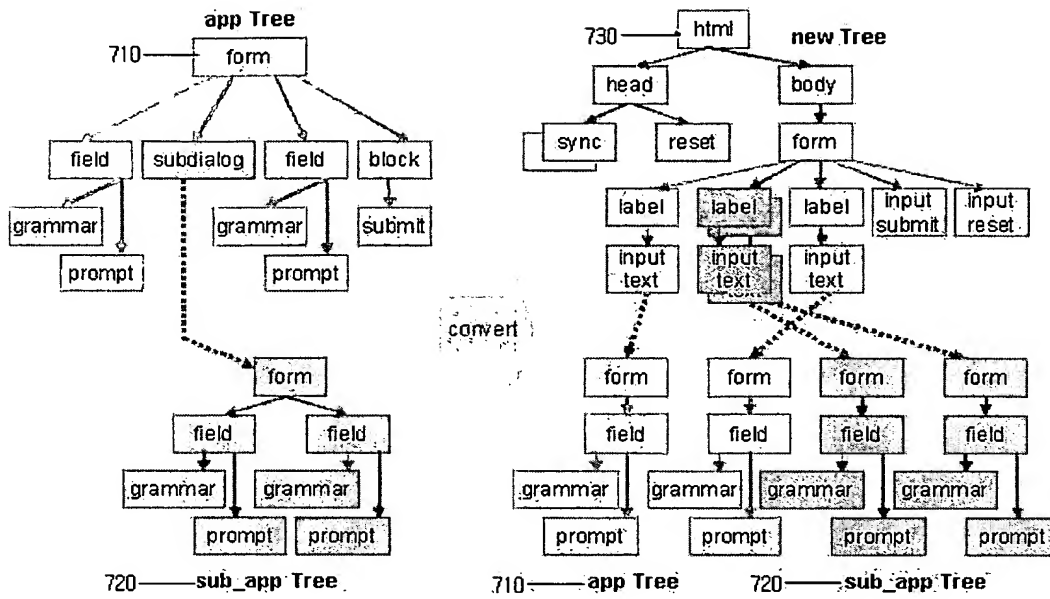 app Tree
710
form
field
subdialog
field
block
grammar
grammar
submit
prompt
prompt
form
field
field
grammar
grammar
prompt
prompt
720
sub_app Tree
convert
730
html
new Tree
head
body
sync
reset
form
label
label
label
input submit
input reset
input text
input text
input text
form
form
form
form
field
field
field
field
grammar
grammar
grammar
grammar
prompt
prompt
prompt
prompt
710
app Tree
720
sub_app Tree